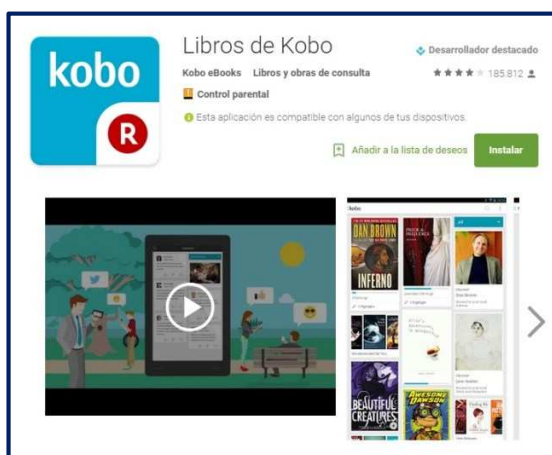 kobo
R
Libros de Kobo
Desarrollador destacado
Kobo eBooks Libros y obras de consulta
185.812
Control parental
Esta aplicación es compatible con algunos de tus dispositivos.
Añadir a la lista de deseos
Instalar
kobo
DAN BROWN
INFERNO
BEAUTIFUL
CREATURES
AWESOME
DAWSON